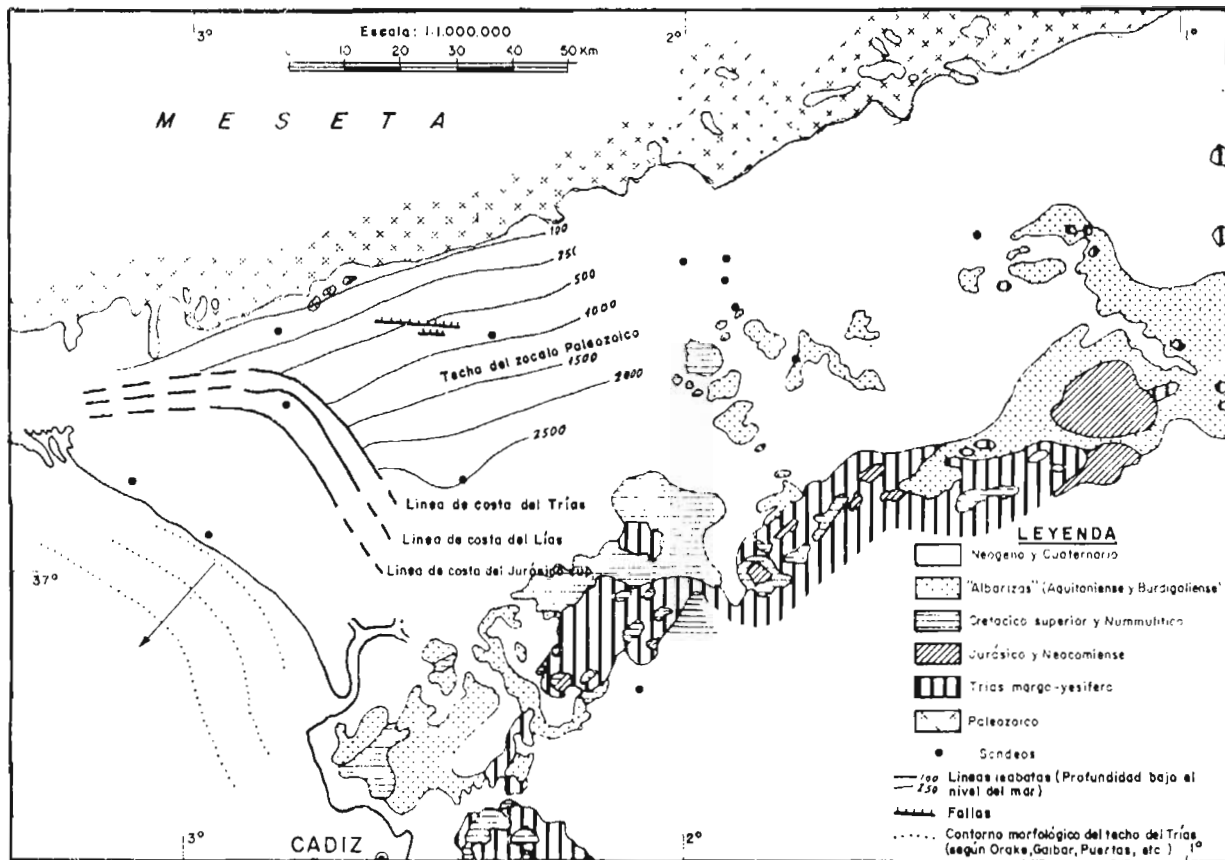 3°
Escala: 1:1.000.000
2°
1°
10 20 30 40 50 Km
MESETA
100
25(
500
1000
Techo del zocalo Paleozoico
1500
2000
2500
Linea de costa del Trías
Linea de costa del Lías
Linea de costa del Jurásico sup
37°
LEYENDA
Neogeno y Cuaternario
"Albarizas" (Aquitaniense y Burdigaliense
Cretacico superior y Nummulitico
Jurásico y Neocomiense
Trias margo-yesifero
Paleozoico
Sondeos
100
250
Lineas isobatas (Profundidad bajo el
nivel del mar)
Fallas
Contorno morfológico del techo del Trías
(según Orake, Gaibar, Puertas, etc.)
1°
3°
CADIZ
2°